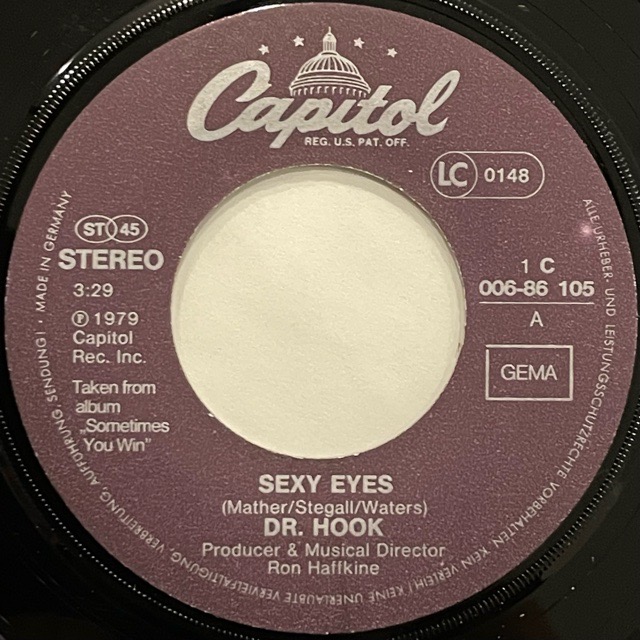 Capitol
REG. U.S. PAT. OFF.
LC 0148
ST 45
STEREO
3:29
℗ 1979
Capitol
Rec. Inc.
Taken from
album
„Sometimes
You Win”
1 C
006-86 105
A
GEMA
SEXY EYES
(Mather/Stegall/Waters)
DR. HOOK
Producer & Musical Director
Ron Haffkine
ALLE URHEBER- UND LEISTUNGSSCHUTZRECHTE VORBEHALTEN KEIN VERLEIH! KEINE UNERLAUBTE VERVIELFÄLTIGUNG, VERBREITUNG, AUFFÜHRUNG, SENDUNG! · MADE IN GERMANY